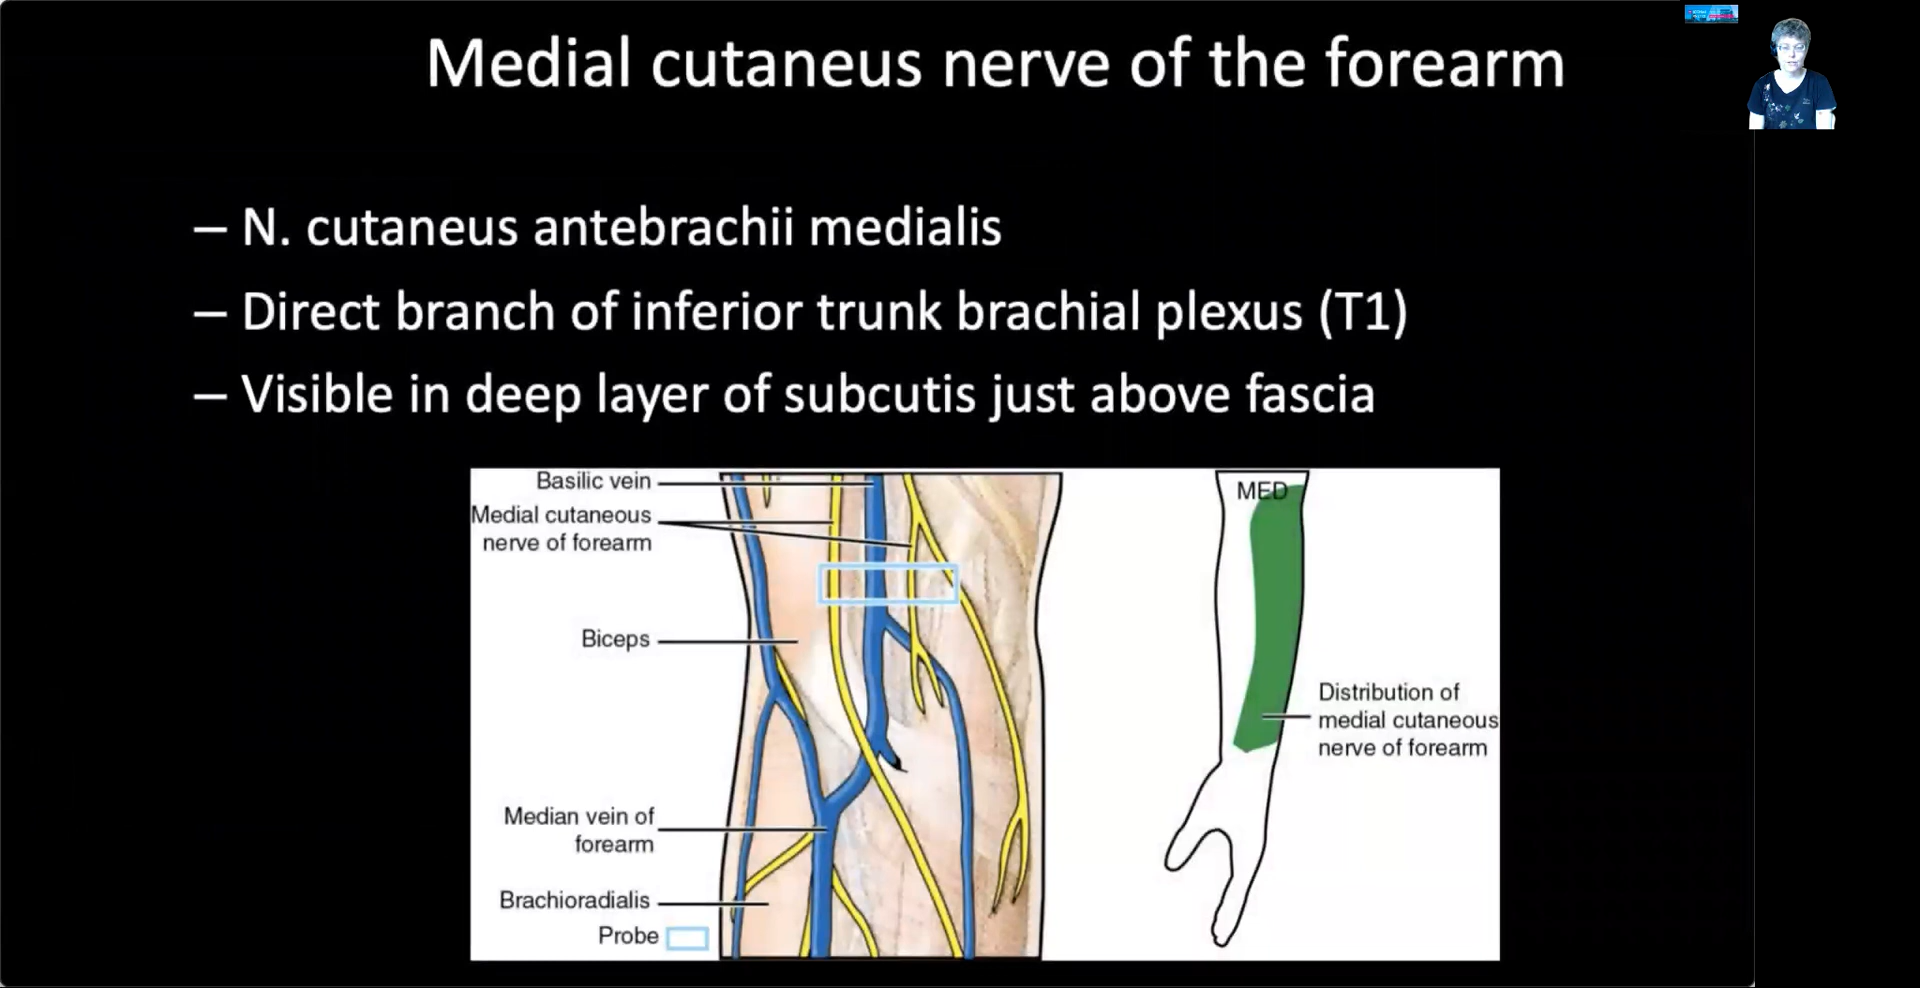 Medial cutaneus nerve of the forearm
– N. cutaneus antebrachii medialis
– Direct branch of inferior trunk brachial plexus (T1)
– Visible in deep layer of subcutis just above fascia
Basilic vein
Medial cutaneous
nerve of forearm
Biceps
Median vein of
forearm
Brachioradialis
Probe
MED
Distribution of
medial cutaneous
nerve of forearm